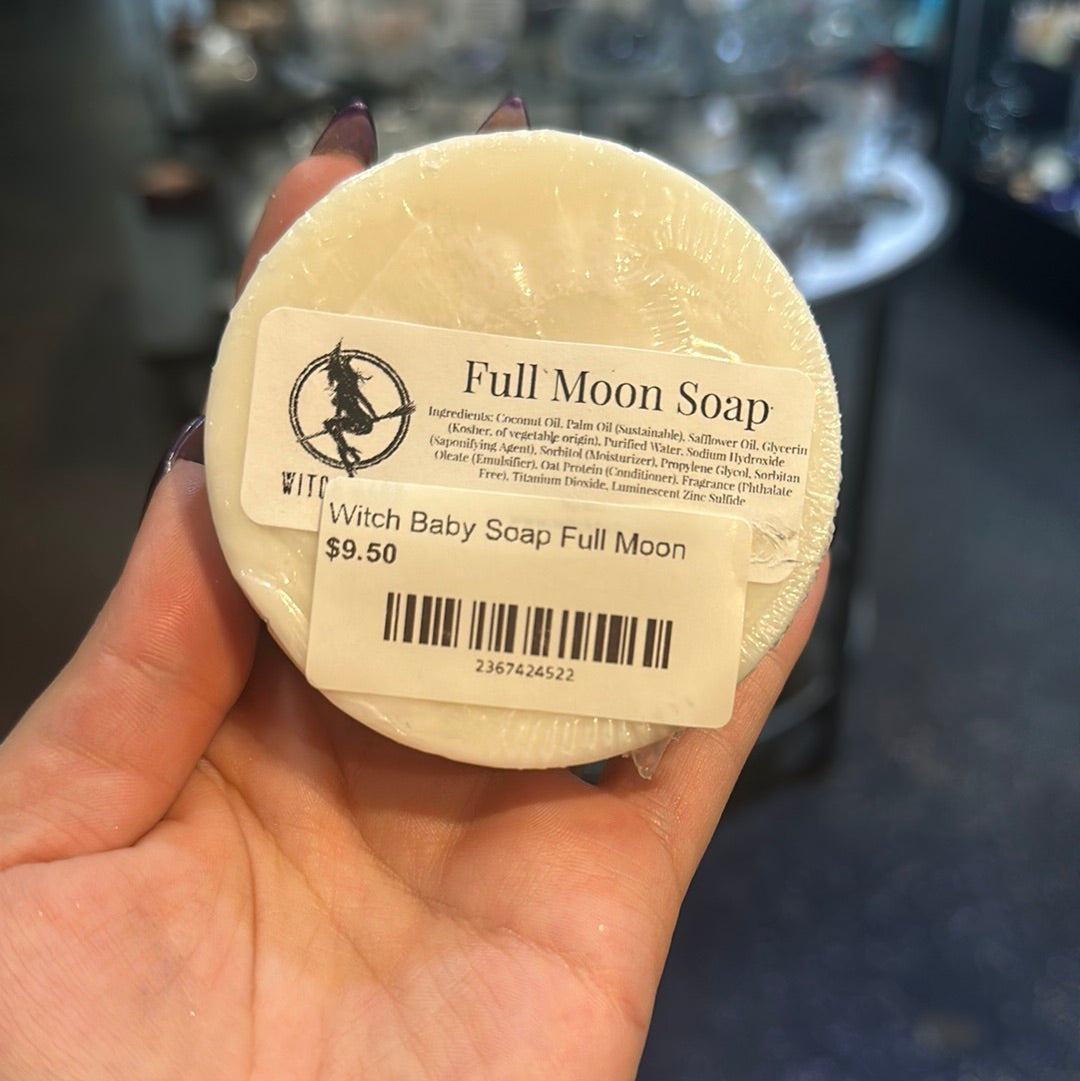 Full Moon Soap
Ingredients: Coconut Oil, Palm Oil (Sustainable), Safflower Oil, Glycerin
(Kosher, of vegetable origin), Purified Water, Sodium Hydroxide
(Saponifying Agent), Sorbitol (Moisturizer), Propylene Glycol, Sorbitan
Oleate (Emulsifier), Oat Protein (Conditioner), Fragrance (Phthalate
Free), Titanium Dioxide, Luminescent Zinc Sulfide
WITC
Witch Baby Soap Full Moon
$9.50
2367424522